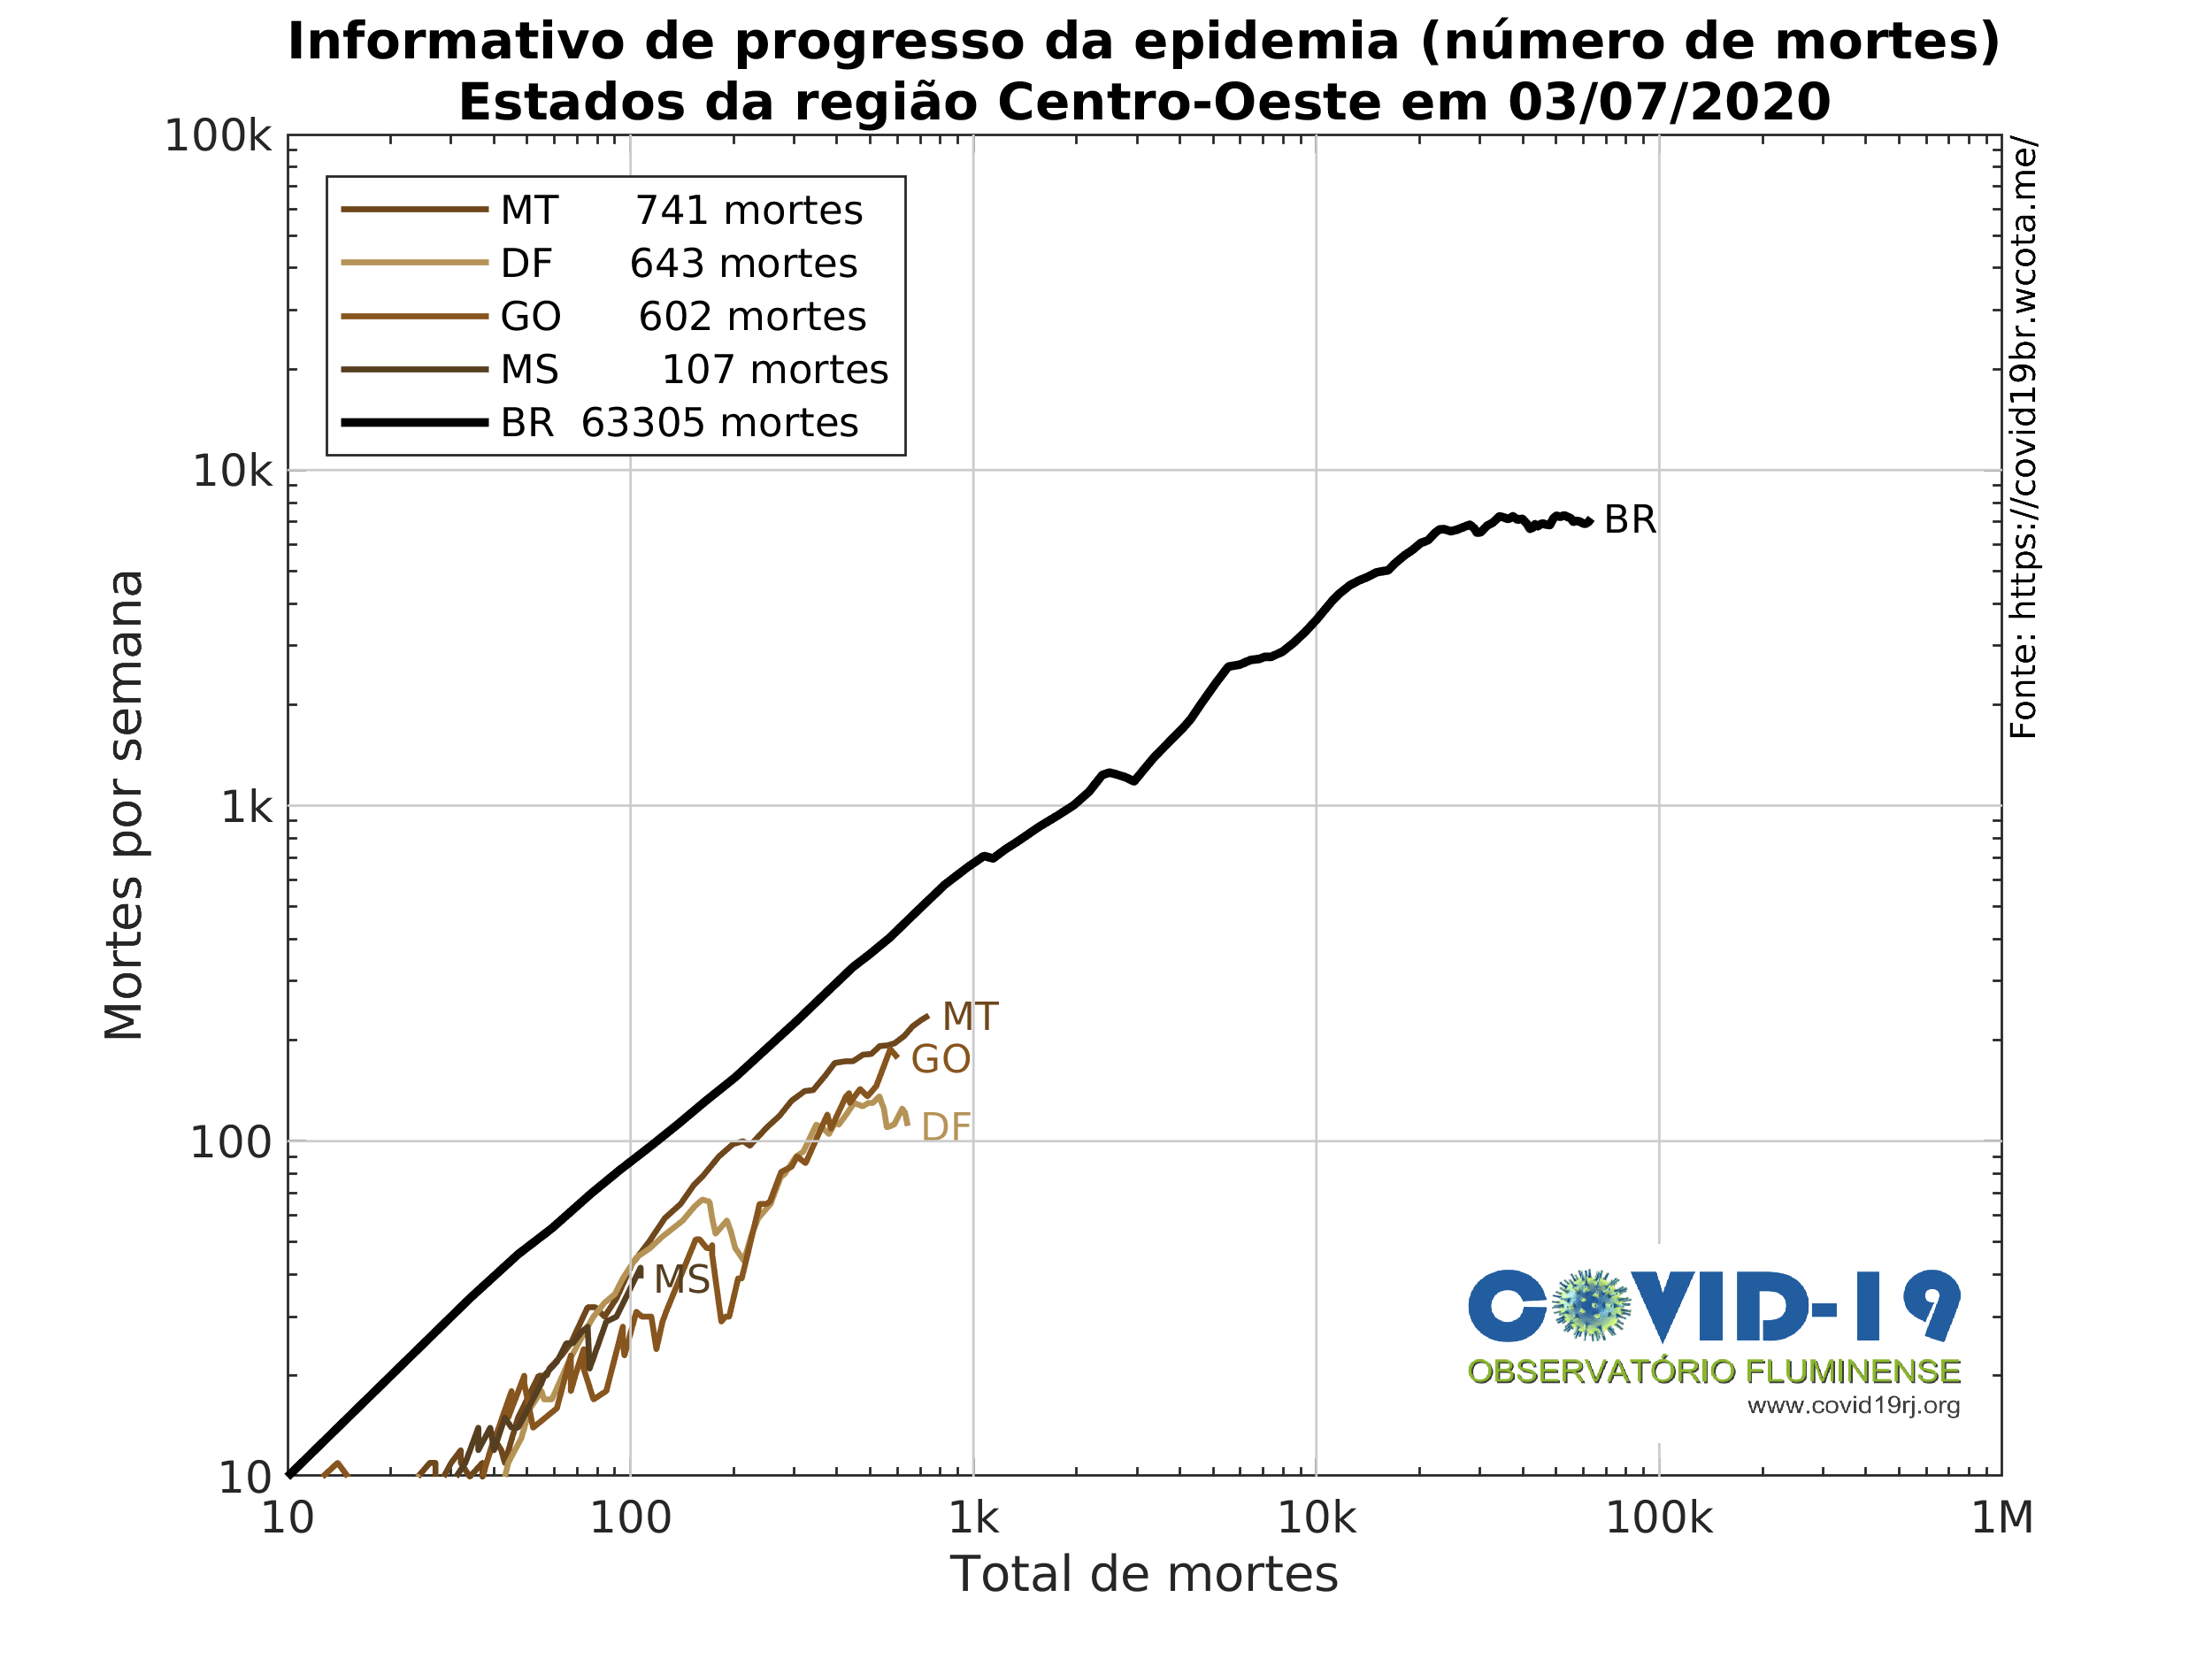 Informativo de progresso da epidemia (número de mortes)
Estados da região Centro-Oeste em 03/07/2020
100k
10k
1k
100
10
Mortes por semana
MT 741 mortes
DF 643 mortes
GO 602 mortes
MS 107 mortes
BR 63305 mortes
BR
MT
GO
DF
MS
Fonte: https://covid19br.wcota.me/
COVID-19
OBSERVATÓRIO FLUMINENSE
www.covid19rj.org
10 100 1k 10k 100k 1M
Total de mortes